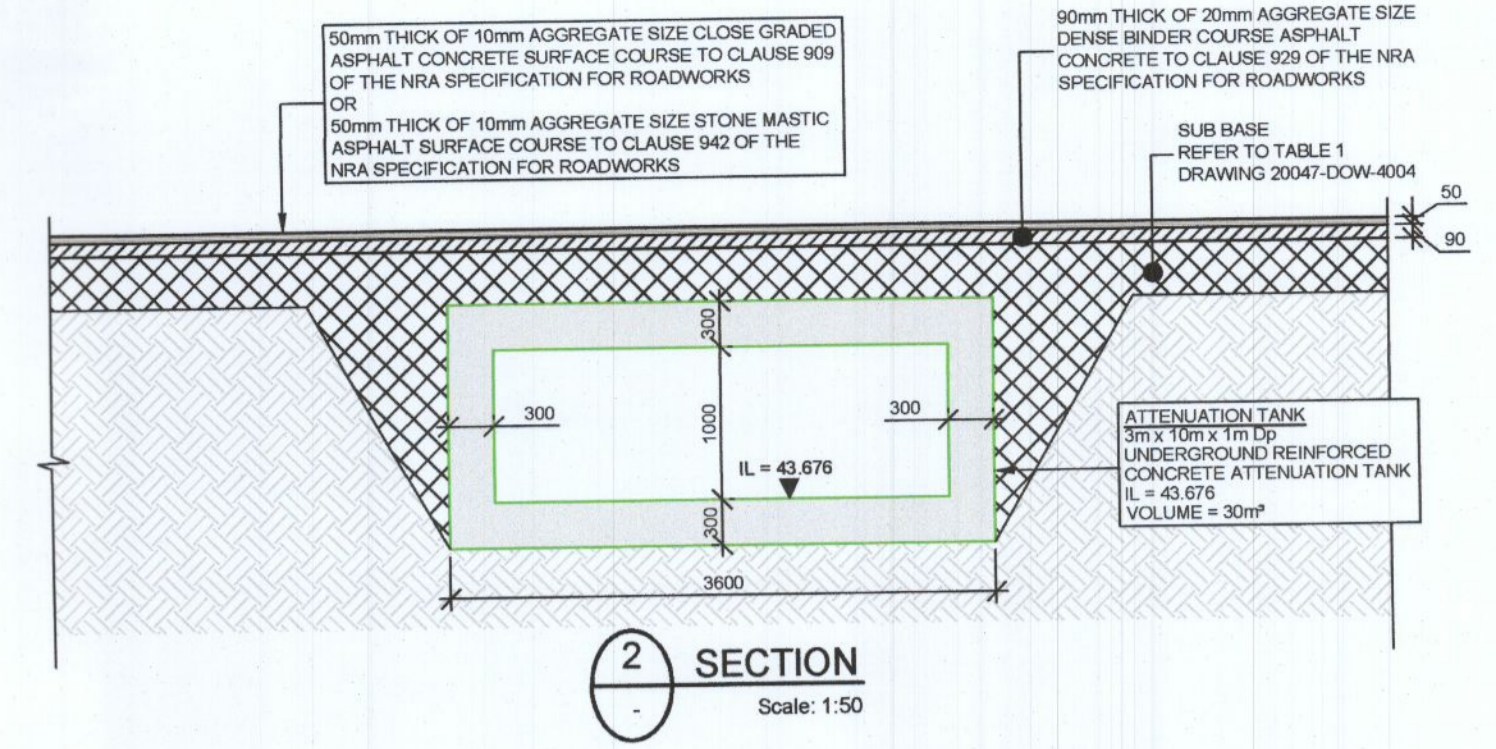 50mm THICK OF 10mm AGGREGATE SIZE CLOSE GRADED
ASPHALT CONCRETE SURFACE COURSE TO CLAUSE 909
OF THE NRA SPECIFICATION FOR ROADWORKS
OR
50mm THICK OF 10mm AGGREGATE SIZE STONE MASTIC
ASPHALT SURFACE COURSE TO CLAUSE 942 OF THE
NRA SPECIFICATION FOR ROADWORKS
90mm THICK OF 20mm AGGREGATE SIZE
DENSE BINDER COURSE ASPHALT
CONCRETE TO CLAUSE 929 OF THE NRA
SPECIFICATION FOR ROADWORKS
SUB BASE
REFER TO TABLE 1
DRAWING 20047-DOW-4004
50
90
300
300
1000
300
IL = 43.676
300
3600
ATTENUATION TANK
3m x 10m x 1m Dp
UNDERGROUND REINFORCED
CONCRETE ATTENUATION TANK
IL = 43.676
VOLUME = 30m³
2
-
SECTION
Scale: 1:50